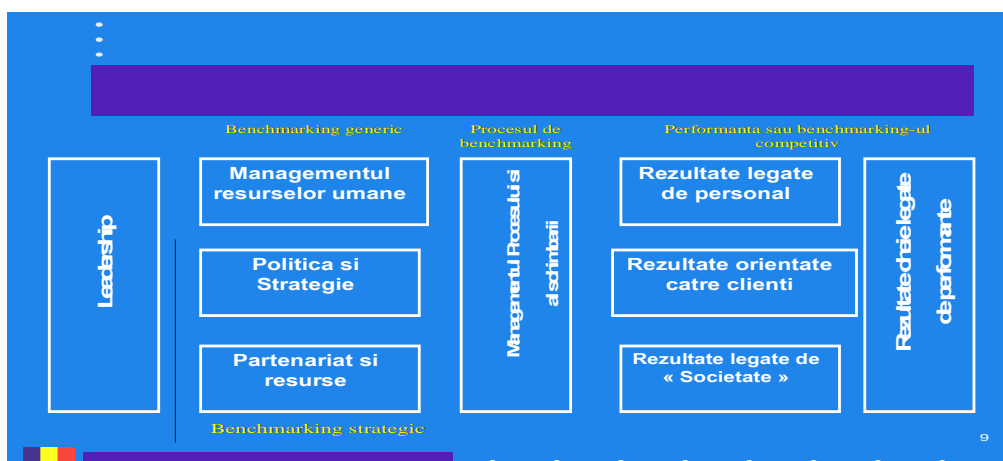 Benchmarking generic
Procesul de
benchmarking
Performanta sau benchmarking-ul
competitiv
Leadership
Managementul
resurselor umane
Politica si
Strategie
Partenariat si
resurse
Managementul Procesului si
al schimbarii
Rezultate legate
de personal
Rezultate orientate
catre clienti
Rezultate legate de
« Societate »
Rezultate cheie legate
de performante
Benchmarking strategic
9